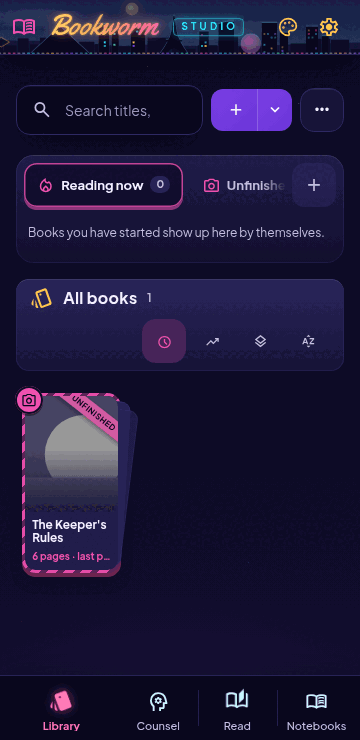 Bookworm STUDIO
Search titles,
Reading now 0 Unfinishe
Books you have started show up here by themselves.
All books 1
AZ
UNFINISHED
The Keeper's
Rules
6 pages · last p...
Library Counsel Read Notebooks